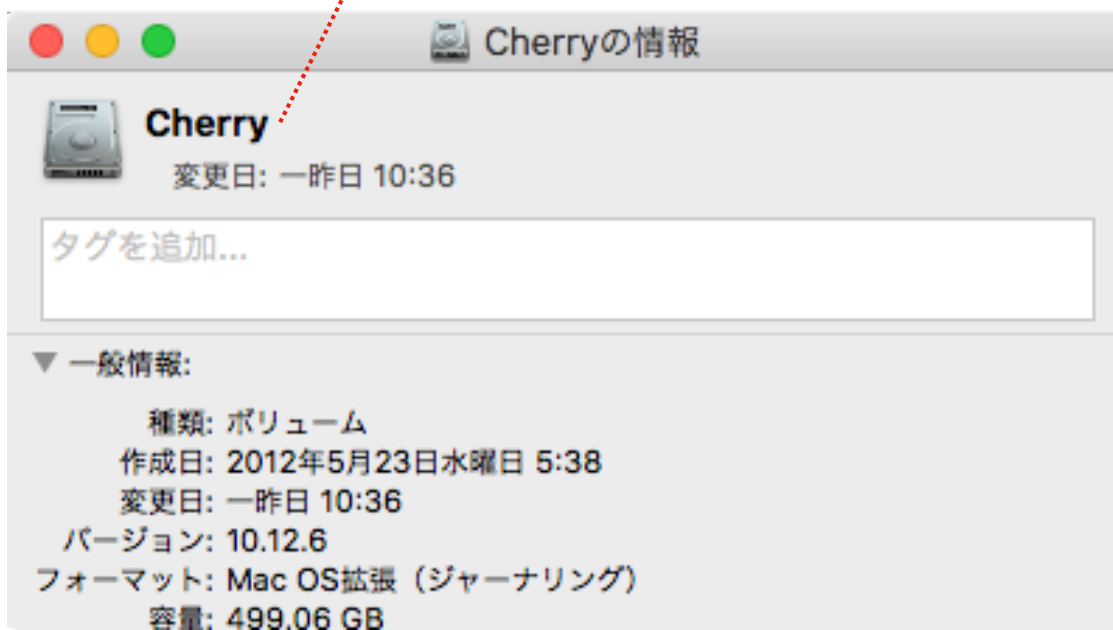 Cherryの情報
Cherry
変更日: 一昨日 10:36
タグを追加...
▼ 一般情報:
種類: ボリューム
作成日: 2012年5月23日水曜日 5:38
変更日: 一昨日 10:36
バージョン: 10.12.6
フォーマット: Mac OS拡張（ジャーナリング）
容量: 499.06 GB